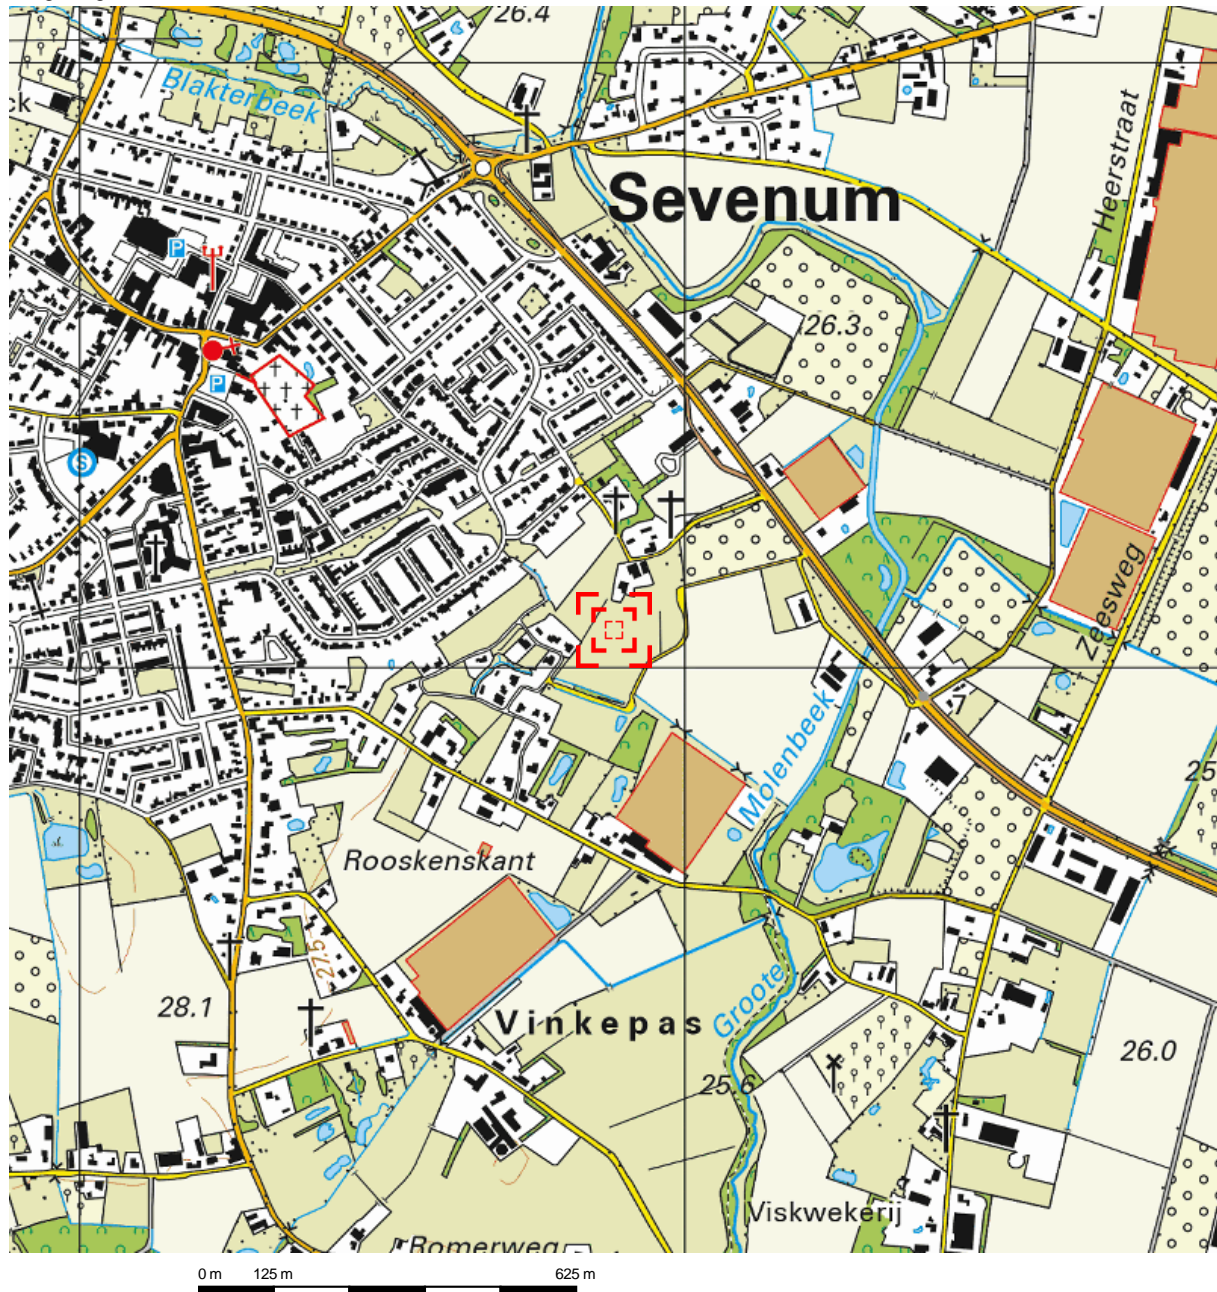 26.4
Blakterbeek
ck
Heerstraat
Sevenum
P
26.3
P
S
Zeesweg
Molenbeek
25
Rooskenskant
27.5
28.1
Vinkepas
Groote
26.0
25.6
Viskwekerij
Romerweg
0 m 125 m 625 m